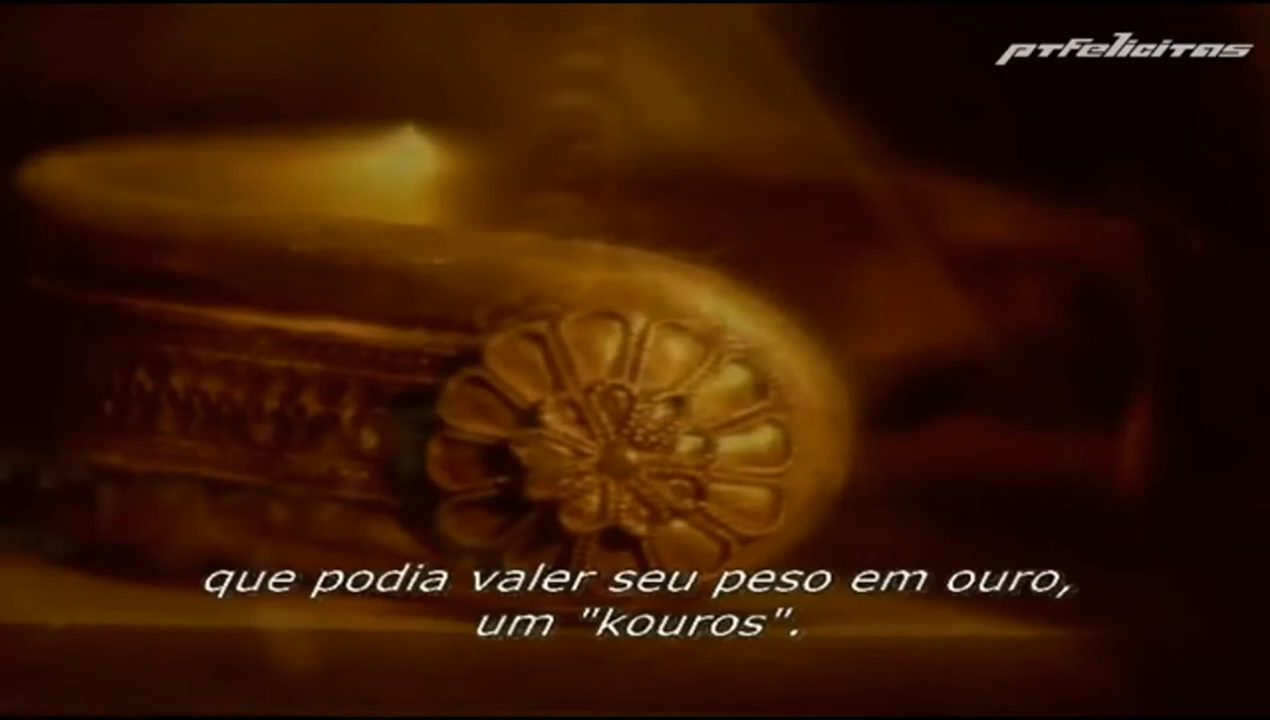 ptfelicitas
que podia valer seu peso em ouro,
um "kouros".